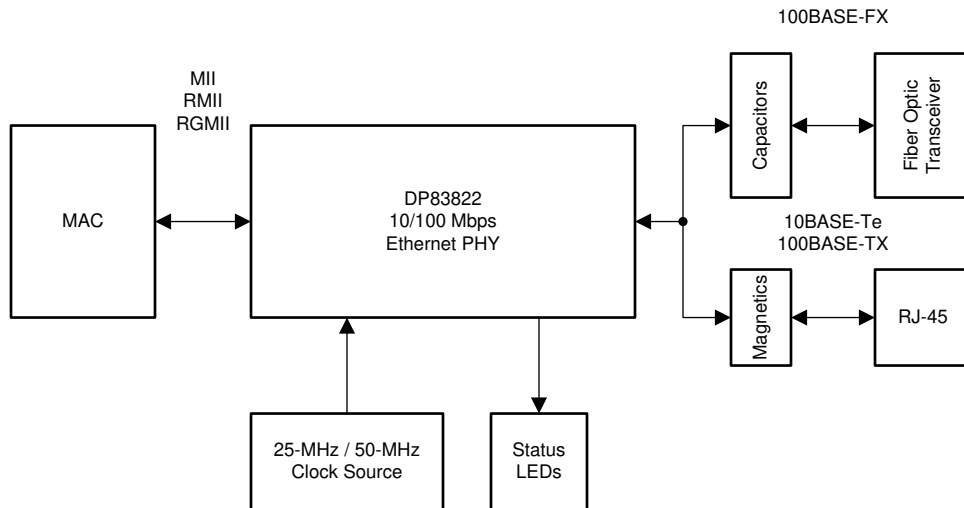 100BASE-FX
MII
RMII
RGMII
Capacitors
Fiber Optic
Transceiver
MAC
DP83822
10/100 Mbps
Ethernet PHY
10BASE-Te
100BASE-TX
Magnetics
RJ-45
25-MHz / 50-MHz
Clock Source
Status
LEDs